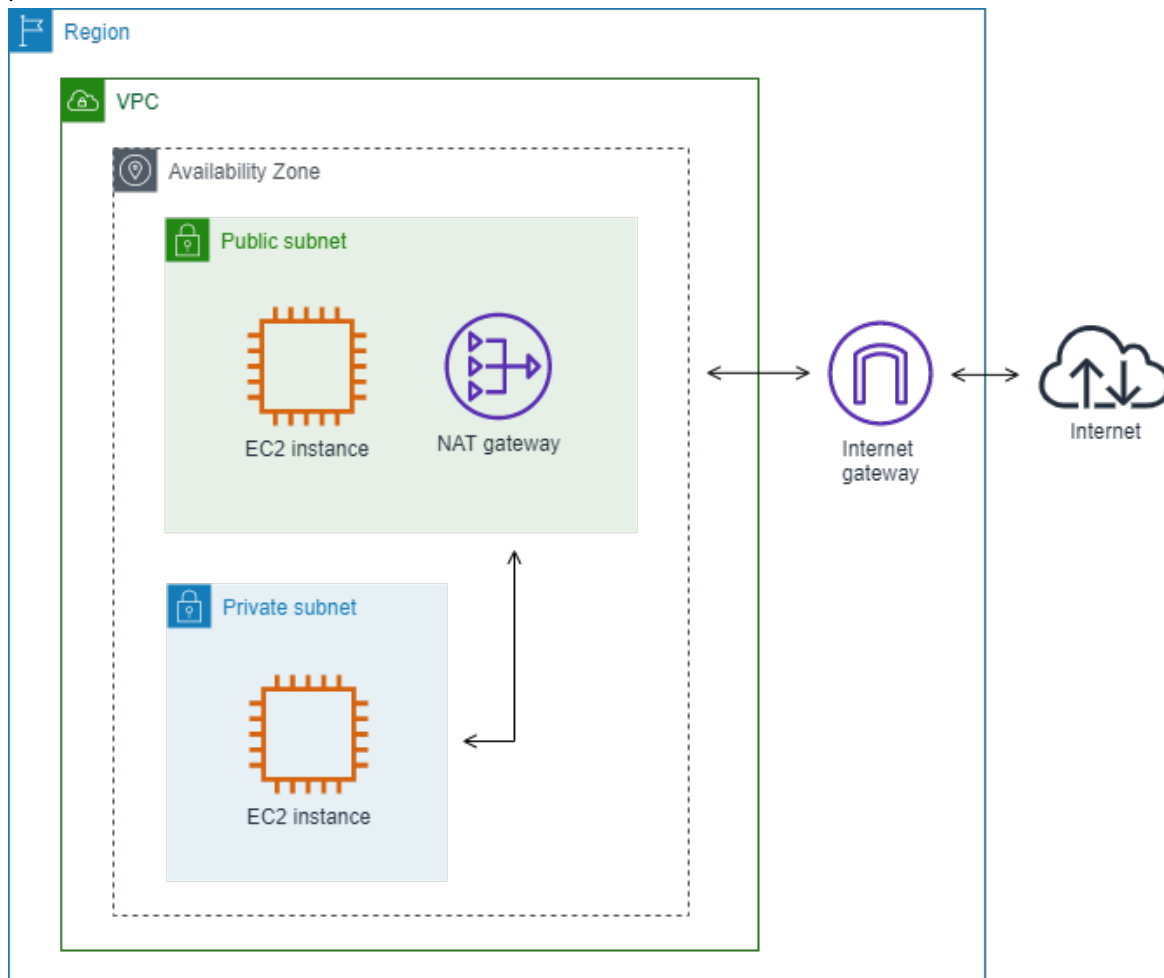 Region
VPC
Availability Zone
Public subnet
EC2 instance
NAT gateway
Internet
gateway
Internet
Private subnet
EC2 instance